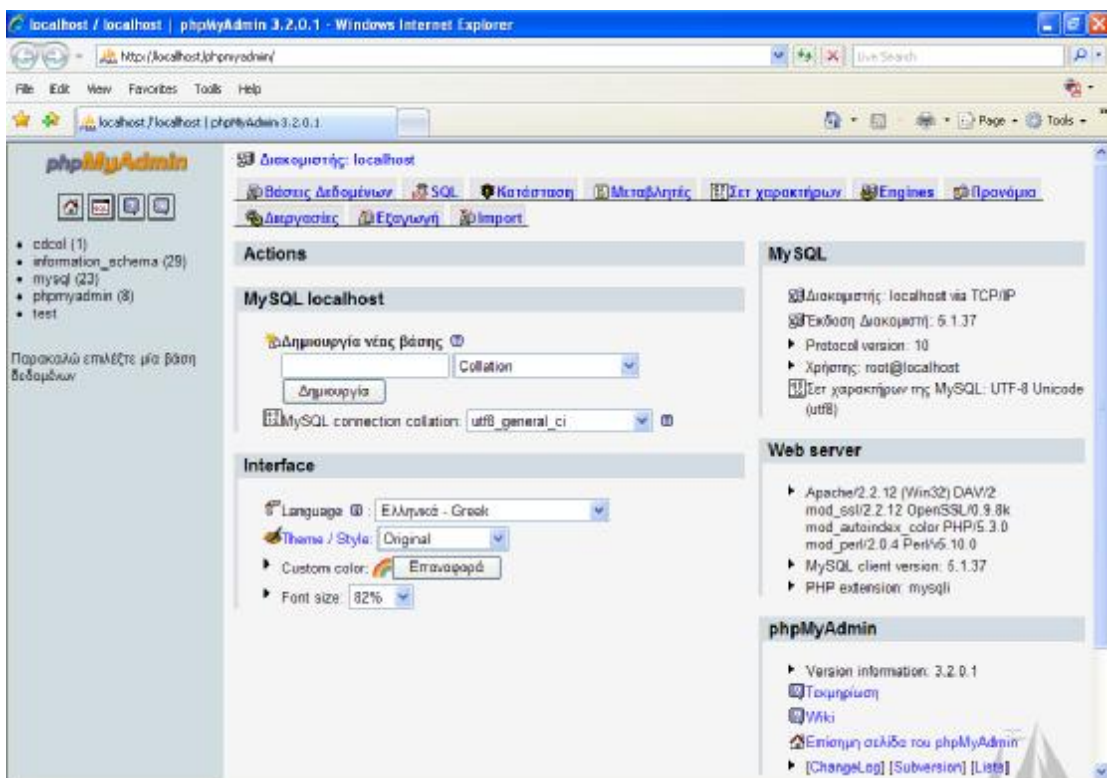 localhost / localhost | phpMyAdmin 3.2.0.1 - Windows Internet Explorer
http://localhost/phpmyadmin/
Live Search
File Edit View Favorites Tools Help
localhost / localhost | phpMyAdmin 3.2.0.1
Page Tools
phpMyAdmin
cdcol (1)
information_schema (29)
mysql (23)
phpmyadmin (8)
test
Παρακαλώ επιλέξτε μία βάση
δεδομένων
Διακομιστής: localhost
Βάσεις Δεδομένων SQL Κατάσταση Μεταβλητές Σετ χαρακτήρων Engines Προνόμια
Διεργασίες Εξαγωγή Import
Actions
MySQL localhost
Δημιουργία νέας βάσης
Collation
Δημιουργία
MySQL connection collation: utf8_general_ci
Interface
Language : Ελληνικά - Greek
Theme / Style: Original
Custom color: Επαναφορά
Font size: 82%
MySQL
Διακομιστής: localhost via TCP/IP
Έκδοση Διακομιστή: 5.1.37
Protocol version: 10
Χρήστης: root@localhost
Σετ χαρακτήρων της MySQL: UTF-8 Unicode
(utf8)
Web server
Apache/2.2.12 (Win32) DAV/2
mod_ssl/2.2.12 OpenSSL/0.9.8k
mod_autoindex_color PHP/5.3.0
mod_perl/2.0.4 Perl/v5.10.0
MySQL client version: 5.1.37
PHP extension: mysqli
phpMyAdmin
Version information: 3.2.0.1
Τεκμηρίωση
Wiki
Επίσημη σελίδα του phpMyAdmin
[ChangeLog] [Subversion] [Lists]